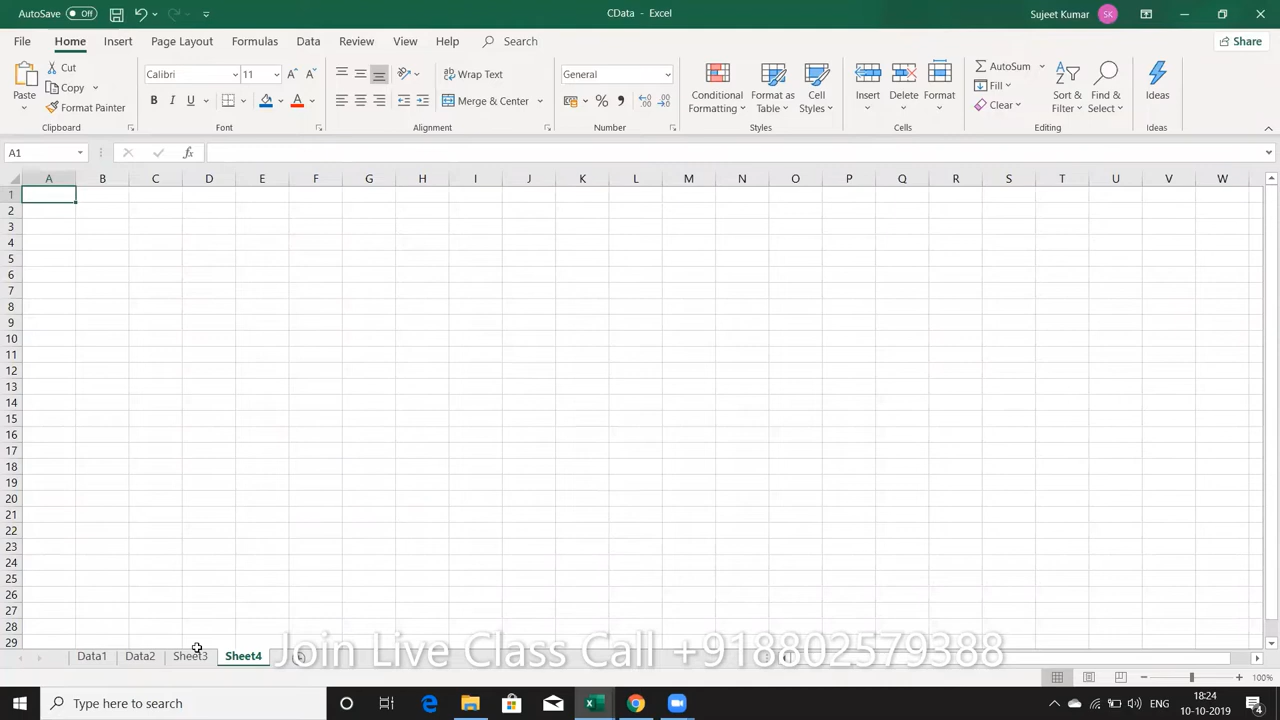 AutoSave Off
CData - Excel
Sujeet Kumar SK
File Home Insert Page Layout Formulas Data Review View Help Search Share
Paste
Cut
Copy
Format Painter
Clipboard
Calibri 11
B I U
Font
Wrap Text
Merge & Center
Alignment
General
Number
Conditional Formatting
Format as Table
Cell Styles
Styles
Insert
Delete
Format
Cells
AutoSum
Fill
Clear
Sort & Filter
Find & Select
Editing
Ideas
Ideas
A1 fx
A B C D E F G H I J K L M N O P Q R S T U V W
1
2
3
4
5
6
7
8
9
10
11
12
13
14
15
16
17
18
19
20
21
22
23
24
25
26
27
28
29
Data1 Data2 Sheet3 Sheet4
Join Live Class Call +918802579388
100%
Type here to search
ENG
18:24
10-10-2019
4